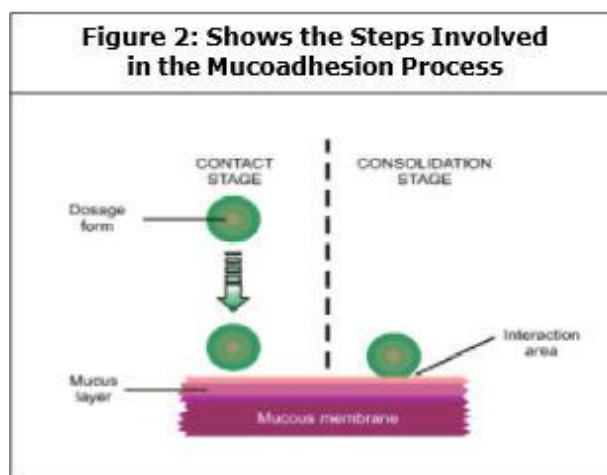 Figure 2: Shows the Steps Involved
in the Mucoadhesion Process
CONTACT
STAGE
CONSOLIDATION
STAGE
Dosage
form
Interaction
area
Mucus
layer
Mucous membrane